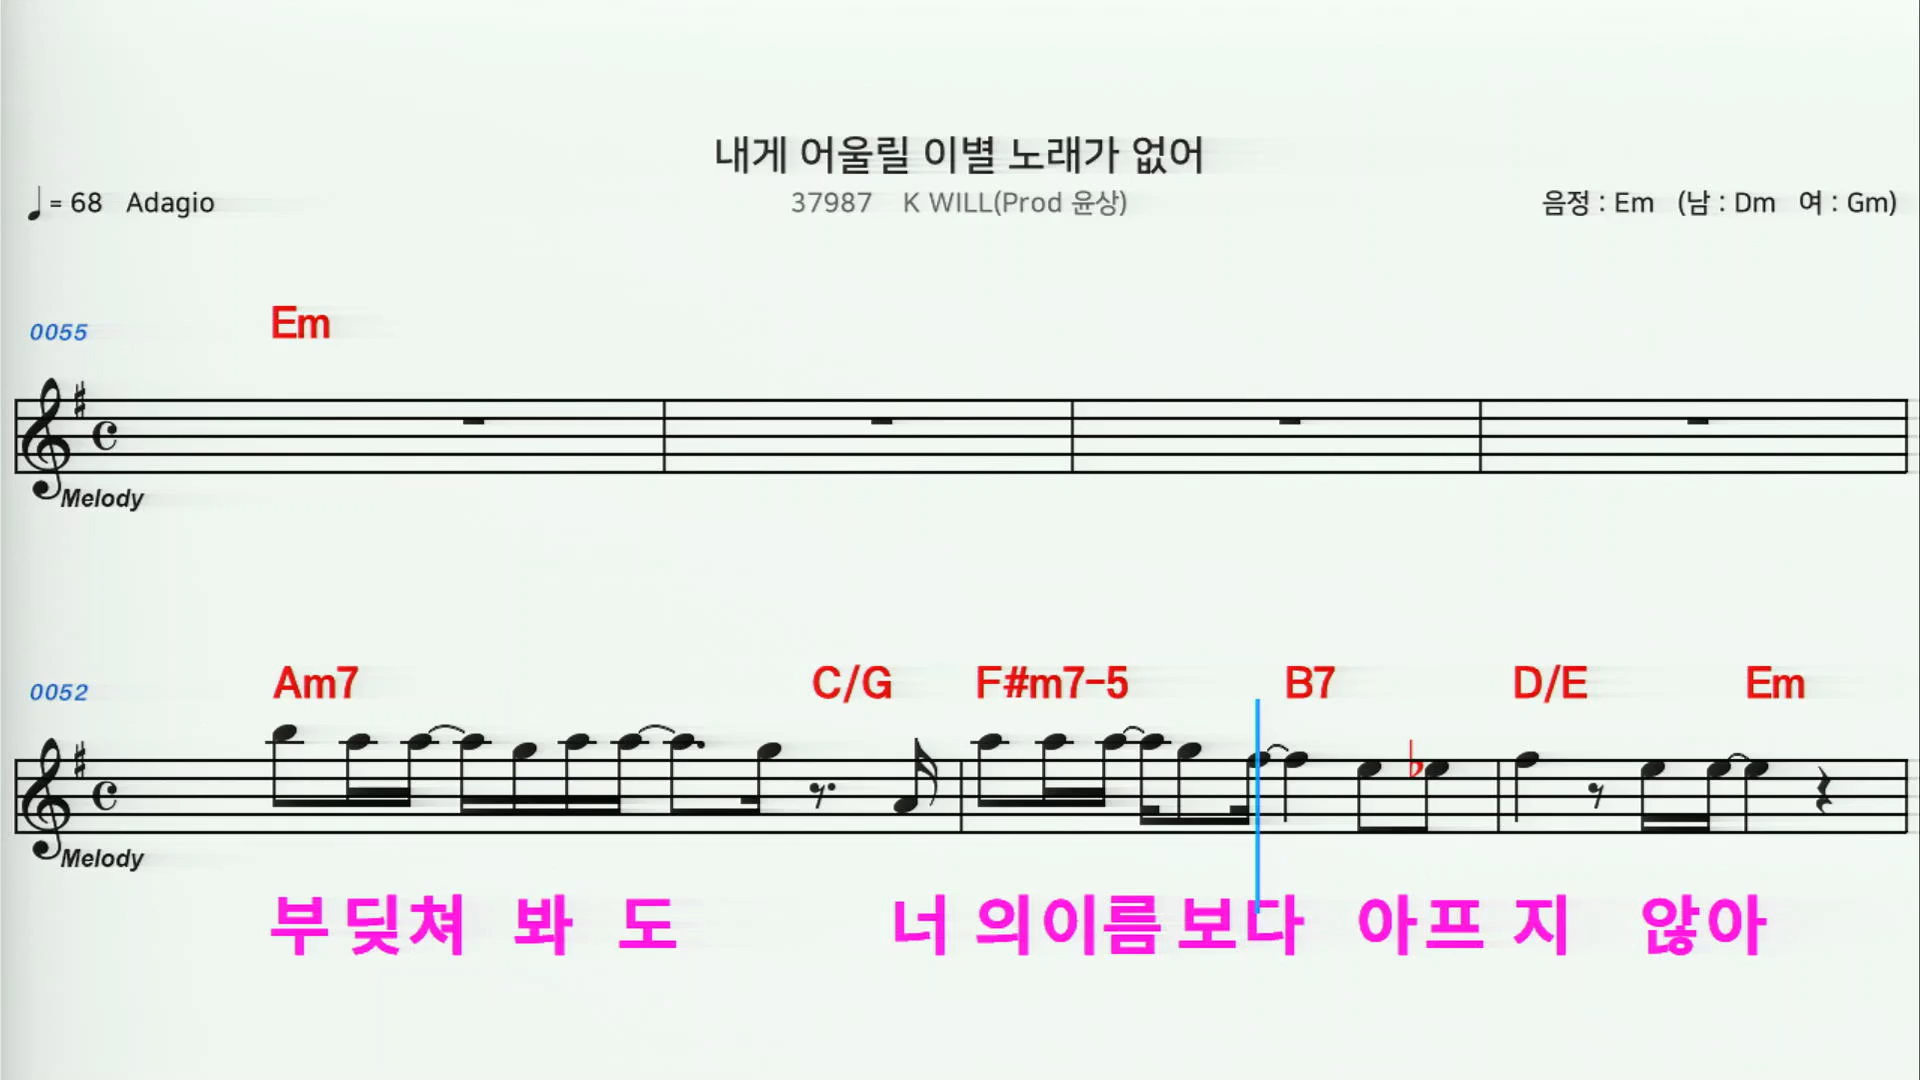 내게 어울릴 이별 노래가 없어
♩= 68 Adagio 37987 K WILL(Prod 윤상) 음정 : Em (남 : Dm 여 : Gm)
0055 Em
Melody
0052 Am7 C/G F#m7-5 B7 D/E Em
Melody
부딪쳐 봐 도 너 의이름보다 아프지 않아